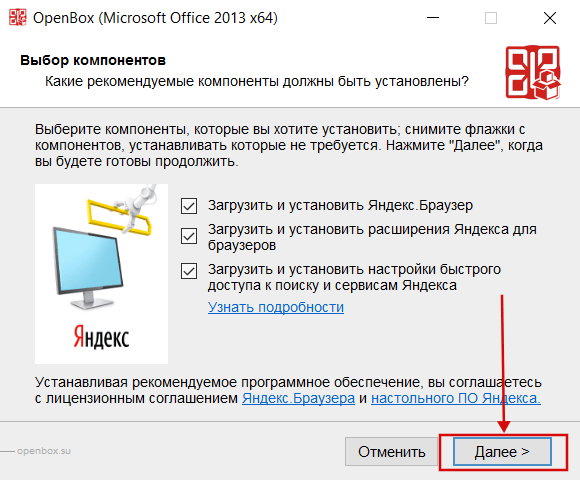 OpenBox (Microsoft Office 2013 x64)
Выбор компонентов
Какие рекомендуемые компоненты должны быть установлены?
Выберите компоненты, которые вы хотите установить; снимите флажки с
компонентов, устанавливать которые не требуется. Нажмите "Далее", когда
вы будете готовы продолжить.
Загрузить и установить Яндекс.Браузер
Загрузить и установить расширения Яндекса для
браузеров
Загрузить и установить настройки быстрого
доступа к поиску и сервисам Яндекса
Узнать подробности
Яндекс
Устанавливая рекомендуемое программное обеспечение, вы соглашаетесь
с лицензионным соглашением Яндекс.Браузера и настольного ПО Яндекса.
openbox.su
Отменить
Далее >